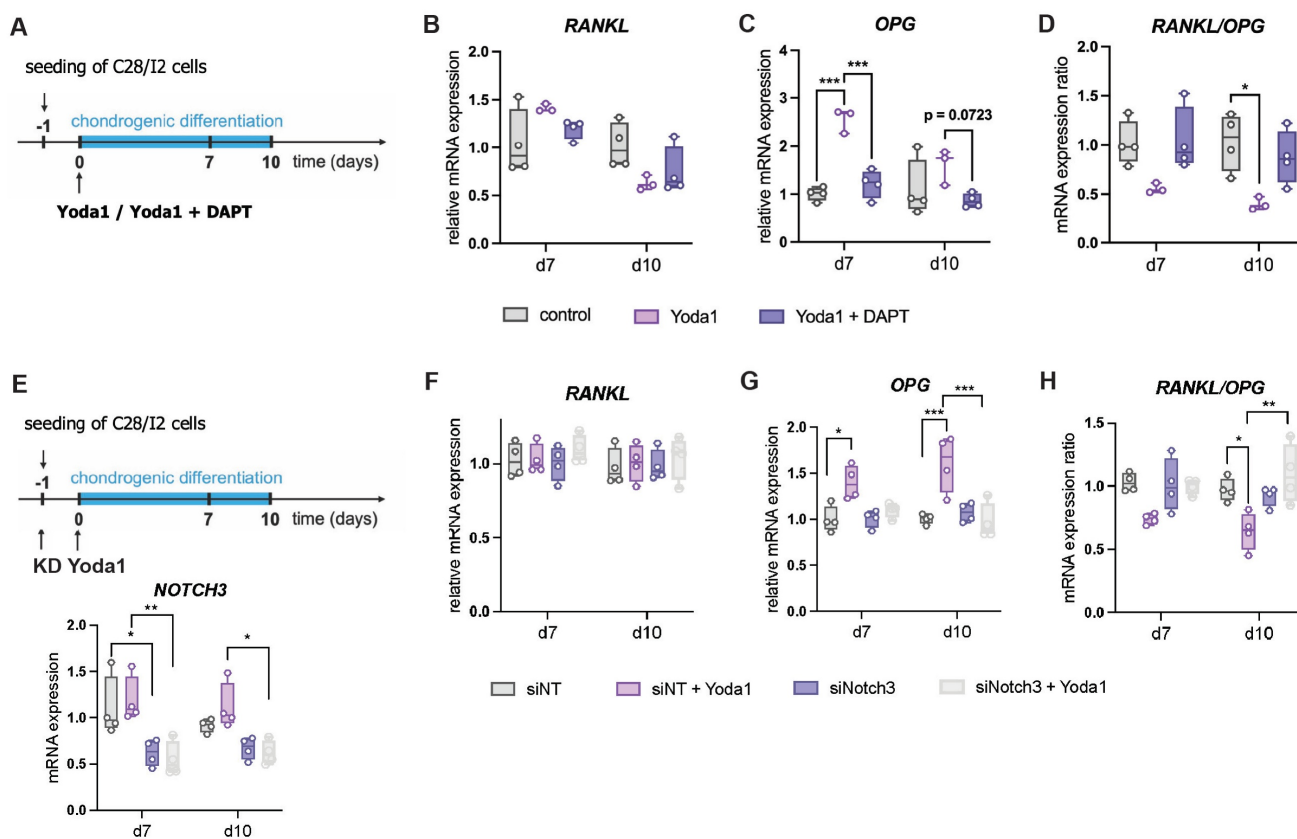 A
seeding of C28/I2 cells
-1
chondrogenic differentiation
0
7
10
time (days)
Yoda1 / Yoda1 + DAPT
B
RANKL
relative mRNA expression
2.0
1.5
1.0
0.5
0.0
d7
d10
C
OPG
relative mRNA expression
4
3
2
1
0
***
***
p = 0.0723
d7
d10
D
RANKL/OPG
mRNA expression ratio
2.0
1.5
1.0
0.5
0.0
*
d7
d10
control
Yoda1
Yoda1 + DAPT
E
seeding of C28/I2 cells
-1
chondrogenic differentiation
0
7
10
time (days)
KD Yoda1
NOTCH3
mRNA expression
2.0
1.5
1.0
0.5
0.0
*
**
*
d7
d10
F
RANKL
relative mRNA expression
1.0
0.5
0.0
d7
d10
G
OPG
relative mRNA expression
2.0
1.5
1.0
0.5
0.0
*
***
***
d7
d10
H
RANKL/OPG
mRNA expression ratio
1.5
1.0
0.5
0.0
*
**
d7
d10
siNT
siNT + Yoda1
siNotch3
siNotch3 + Yoda1